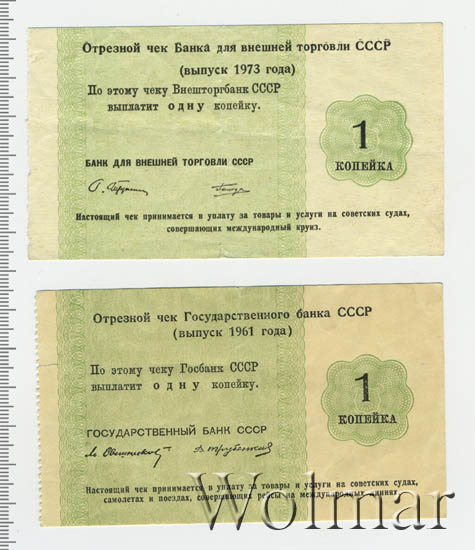 Отрезной чек Банка для внешней торговли СССР
(выпуск 1973 года)
По этому чеку Внешторгбанк СССР
выплатит одну копейку.
1
КОПЕЙКА
БАНК ДЛЯ ВНЕШНЕЙ ТОРГОВЛИ СССР
Настоящий чек принимается в уплату за товары и услуги на советских судах,
совершающих международный круиз.
Отрезной чек Государственного банка СССР
(выпуск 1961 года)
По этому чеку Госбанк СССР
выплатит одну копейку.
1
КОПЕЙКА
ГОСУДАРСТВЕННЫЙ БАНК СССР
Настоящий чек принимается в уплату за товары и услуги на советских судах,
самолетах и поездах, совершающих рейсы на международных линиях.
Wolmar